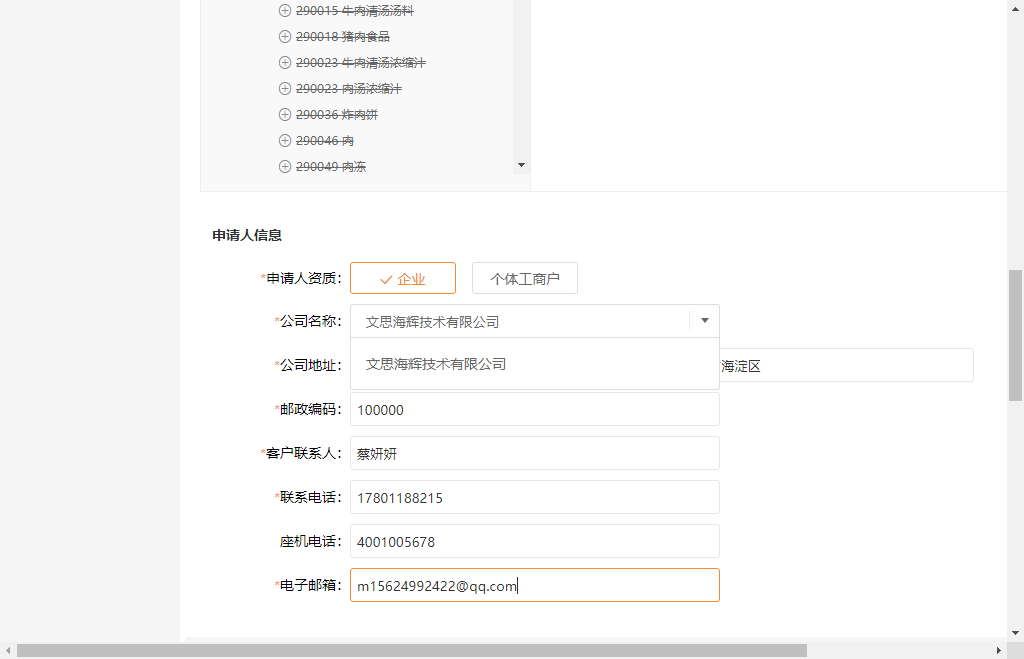 290015 牛肉清汤汤料
290018 猪肉食品
290023 牛肉清汤浓缩汁
290023 肉汤浓缩汁
290036 炸肉饼
290046 肉
290049 肉冻
申请人信息
*申请人资质： 企业 个体工商户
*公司名称： 文思海辉技术有限公司
文思海辉技术有限公司
*公司地址： 海淀区
*邮政编码： 100000
*客户联系人： 蔡妍妍
*联系电话： 17801188215
座机电话： 4001005678
*电子邮箱： m15624992422@qq.com